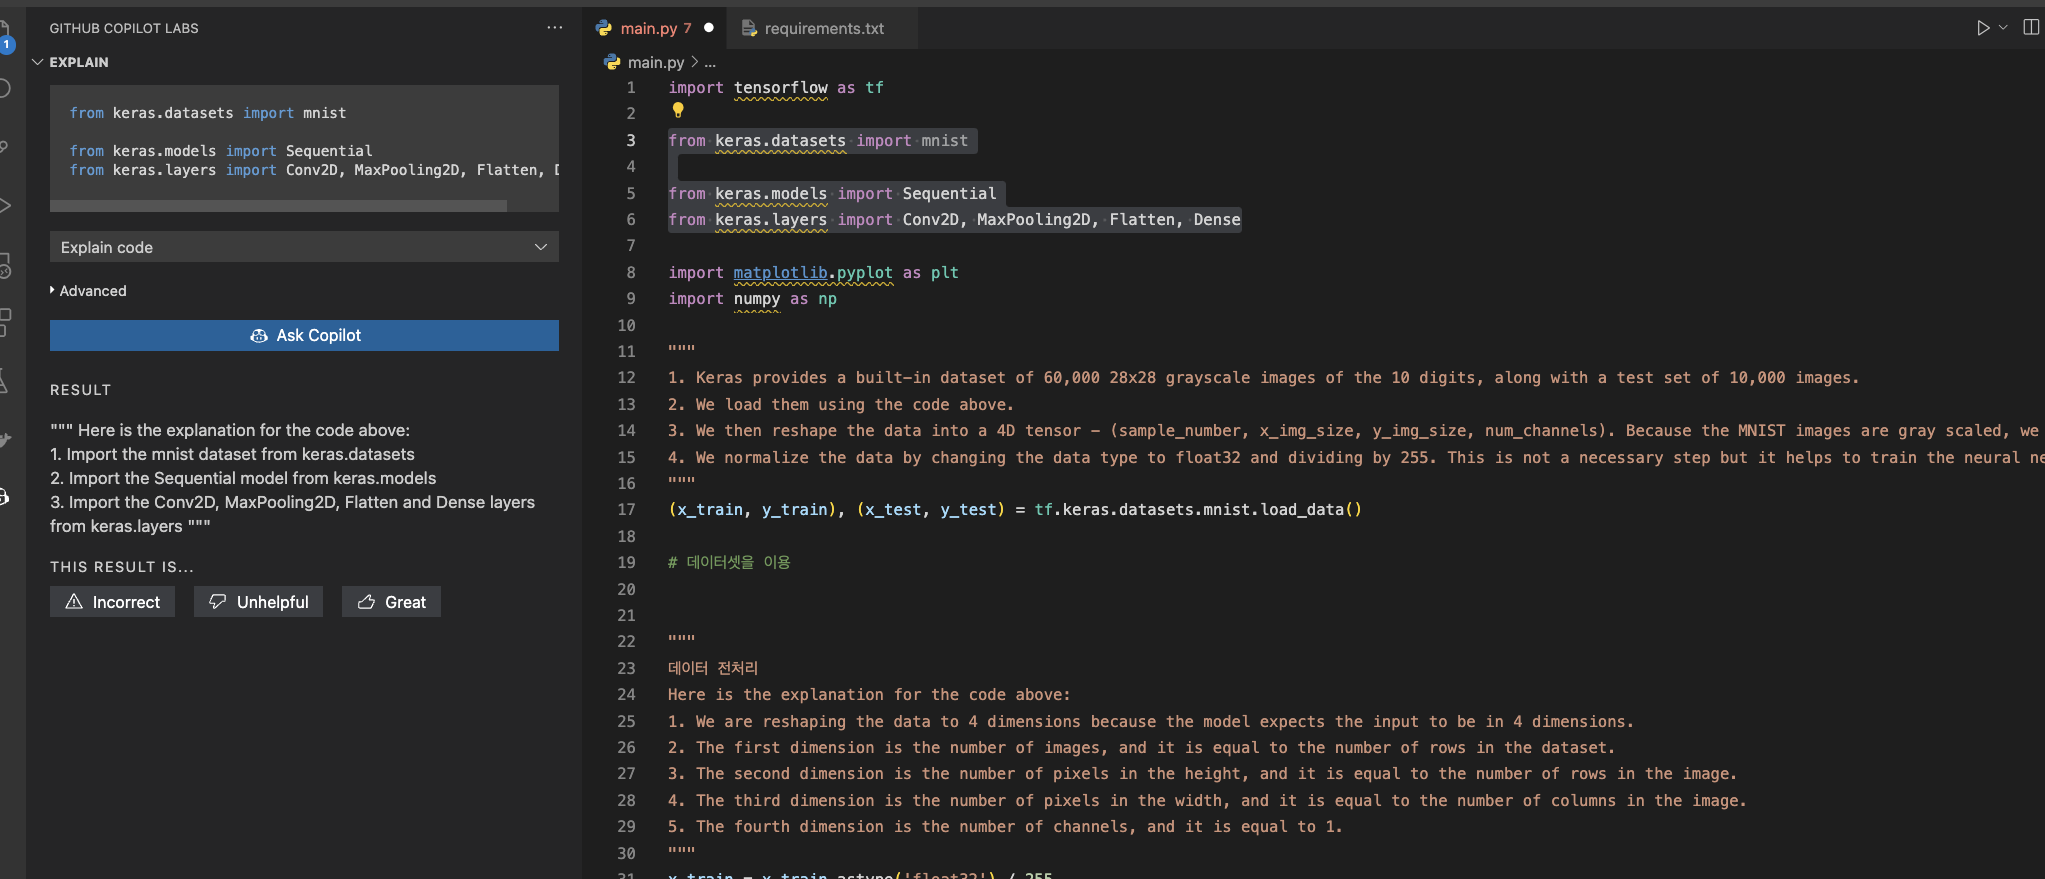 GITHUB COPILOT LABS
1
EXPLAIN
from keras.datasets import mnist
from keras.models import Sequential
from keras.layers import Conv2D, MaxPooling2D, Flatten,
Explain code
Advanced
Ask Copilot
RESULT
""" Here is the explanation for the code above:
1. Import the mnist dataset from keras.datasets
2. Import the Sequential model from keras.models
3. Import the Conv2D, MaxPooling2D, Flatten and Dense layers
from keras.layers """
THIS RESULT IS...
Incorrect
Unhelpful
Great
main.py 7
requirements.txt
main.py > ...
1 import tensorflow as tf
2
3 from keras.datasets import mnist
4
5 from keras.models import Sequential
6 from keras.layers import Conv2D, MaxPooling2D, Flatten, Dense
7
8 import matplotlib.pyplot as plt
9 import numpy as np
10
11 """
12 1. Keras provides a built-in dataset of 60,000 28x28 grayscale images of the 10 digits, along with a test set of 10,000 images.
13 2. We load them using the code above.
14 3. We then reshape the data into a 4D tensor - (sample_number, x_img_size, y_img_size, num_channels). Because the MNIST images are gray scaled, we
15 4. We normalize the data by changing the data type to float32 and dividing by 255. This is not a necessary step but it helps to train the neural
16 """
17 (x_train, y_train), (x_test, y_test) = tf.keras.datasets.mnist.load_data()
18
19 # 데이터셋을 이용
20
21
22 """
23 데이터 전처리
24 Here is the explanation for the code above:
25 1. We are reshaping the data to 4 dimensions because the model expects the input to be in 4 dimensions.
26 2. The first dimension is the number of images, and it is equal to the number of rows in the dataset.
27 3. The second dimension is the number of pixels in the height, and it is equal to the number of rows in the image.
28 4. The third dimension is the number of pixels in the width, and it is equal to the number of columns in the image.
29 5. The fourth dimension is the number of channels, and it is equal to 1.
30 """
31 x_train = x_train.astype('float32') / 255